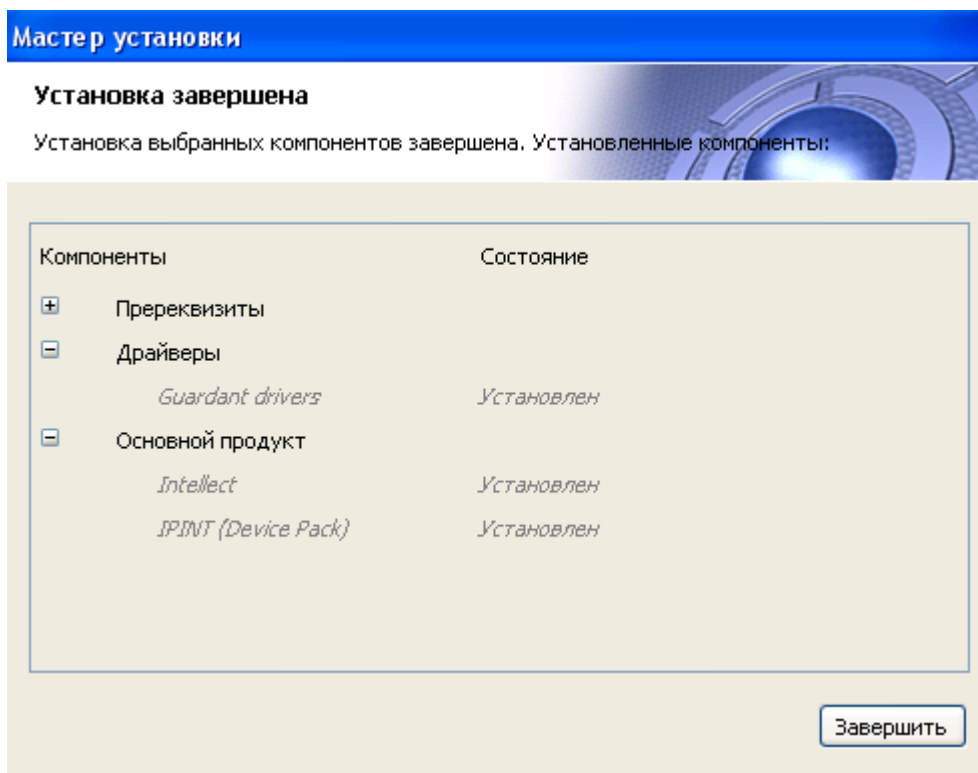 Мастер установки
Установка завершена
Установка выбранных компонентов завершена. Установленные компоненты:
Компоненты Состояние
Пререквизиты
Драйверы
Guardant drivers Установлен
Основной продукт
Intellect Установлен
IPINT (Device Pack) Установлен
Завершить